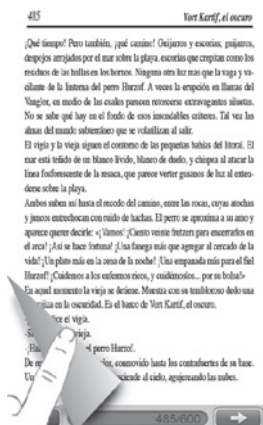 485 Vort Kartif, el oscuro
¡Qué tiempo! Pero también, ¡qué camino! Guijarros y escorias, guijarros,
despojos arrojados por el mar sobre la playa, escorias que crepitan como los
residuos de las hullas en los hornos. Ninguna otra luz mas que la vaga y va-
cilante de la linterna del perro Hurzof. A veces la erupción en llamas del
Vanglor, en medio de las cuales parecen retorcerse extravagantes siluetas.
No se sabe qué hay en el fondo de esos insondables cráteres. Tal vez las
almas del mundo subterráneo que se volatilizan al salir.
El vigía y la vieja siguen el contorno de las pequeñas bahías del litoral. El
mar está teñido de un blanco lívido, blanco de duelo, y chispea al atacar la
línea fosforescente de la resaca, que parece verter gusanos de luz al exten-
derse sobre la playa.
Ambos suben así hasta el recodo del camino, entre las rocas, cuyas atochas
y juncos entrechocan con ruido de hachas. El perro se aproxima a su amo y
aparece querer decirle: «¡Vamos! ¡Ciento veinte fretzers para encerrarlos en
el arca! ¡Así se hace fortuna! ¡Una fanega más que agregar al cercado de la
vida! ¡Un plato más en la cena de la noche! ¡Una empanada más para el fiel
Hurzof! ¡Cuidemos a los enfermos ricos, y cuidémoslos... por su bolsa!»
En aquel momento la vieja se detiene. Muestra con su tembloroso dedo una
en la oscuridad. Es el barco de Vort Kartif, el oscuro.
ce el vigía.
vieja.
el perro Hurzof.
De re conmovido hasta los contrafuertes de su base.
Un sciende al cielo, agujereando las nubes.
485/600